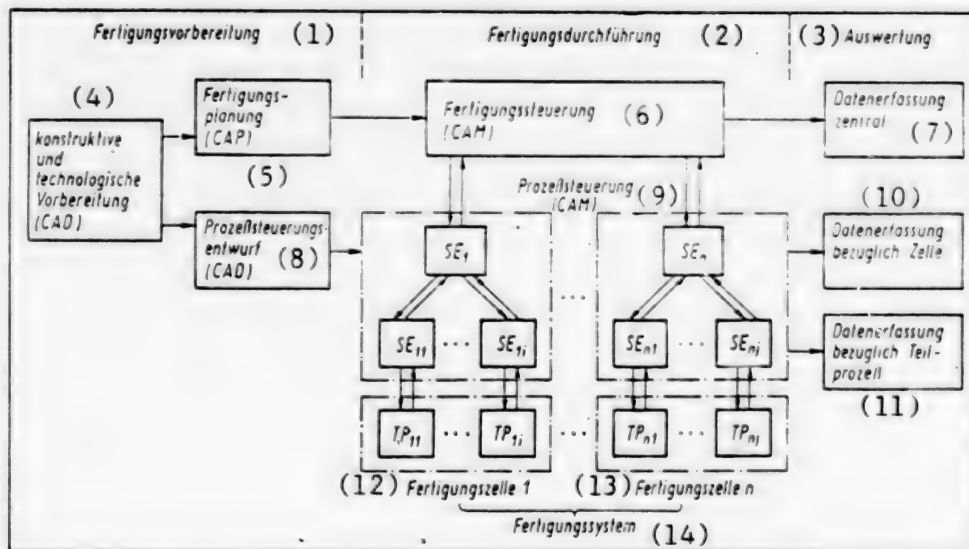 Fertigungsvorbereitung (1)
Fertigungsdurchführung (2)
(3) Auswertung
(4)
konstruktive
und
technologische
Vorbereitung
(CAD)
Fertigungs-
planung
(CAP)
(5)
Fertigungssteuerung (6)
(CAM)
Datenerfassung
zentral (7)
Prozeßsteuerung (9)
(CAM)
(10)
Prozeßsteuerungs-
entwurf
(CAD) (8)
SE1
SEn
Datenerfassung
bezuglich Zelle
SE11 ... SE1i
...
SEn1 ... SEnj
Datenerfassung
bezuglich Teil-
prozeß
(11)
TP11 ... TP1i
...
TPn1 ... TPnj
(12) Fertigungszelle 1
(13) Fertigungszelle n
Fertigungssystem (14)